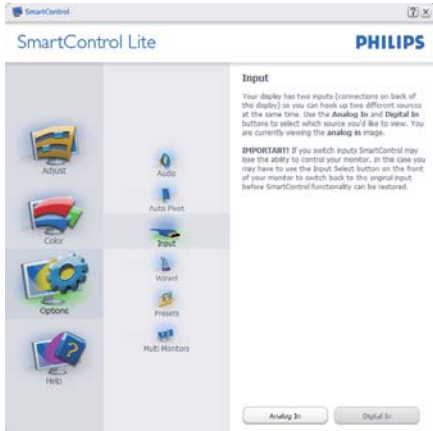 SmartControl
SmartControl Lite
PHILIPS
Adjust
Color
Options
Help
Audio
Auto Pivot
Input
Presets
Multi Monitors
Input
Your display has two inputs (connections on back of
the display) so you can hook up two different sources
at the same time. Use the Analog In and Digital In
buttons to select which source you'd like to view. You
are currently viewing the analog in image.
IMPORTANT! If you switch inputs SmartControl may
lose the ability to control your monitor. In the case you
may have to use the Input Select button on the front
of your monitor to switch back to the original input
before SmartControl functionality can be restored.
Analog In
Digital In